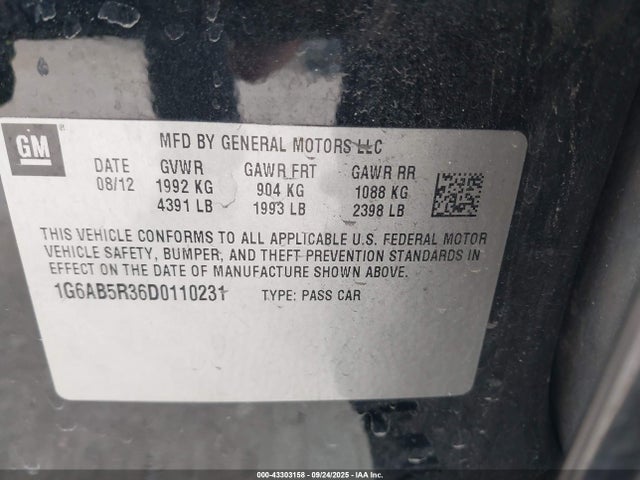 GM
MFD BY GENERAL MOTORS LLC
DATE GVWR GAWR FRT GAWR RR
08/12 1992 KG 904 KG 1088 KG
4391 LB 1993 LB 2398 LB
THIS VEHICLE CONFORMS TO ALL APPLICABLE U.S. FEDERAL MOTOR
VEHICLE SAFETY, BUMPER, AND THEFT PREVENTION STANDARDS IN
EFFECT ON THE DATE OF MANUFACTURE SHOWN ABOVE.
1G6AB5R36D0110231 TYPE: PASS CAR
000-43303158 - 09/24/2025 - IAA Inc.